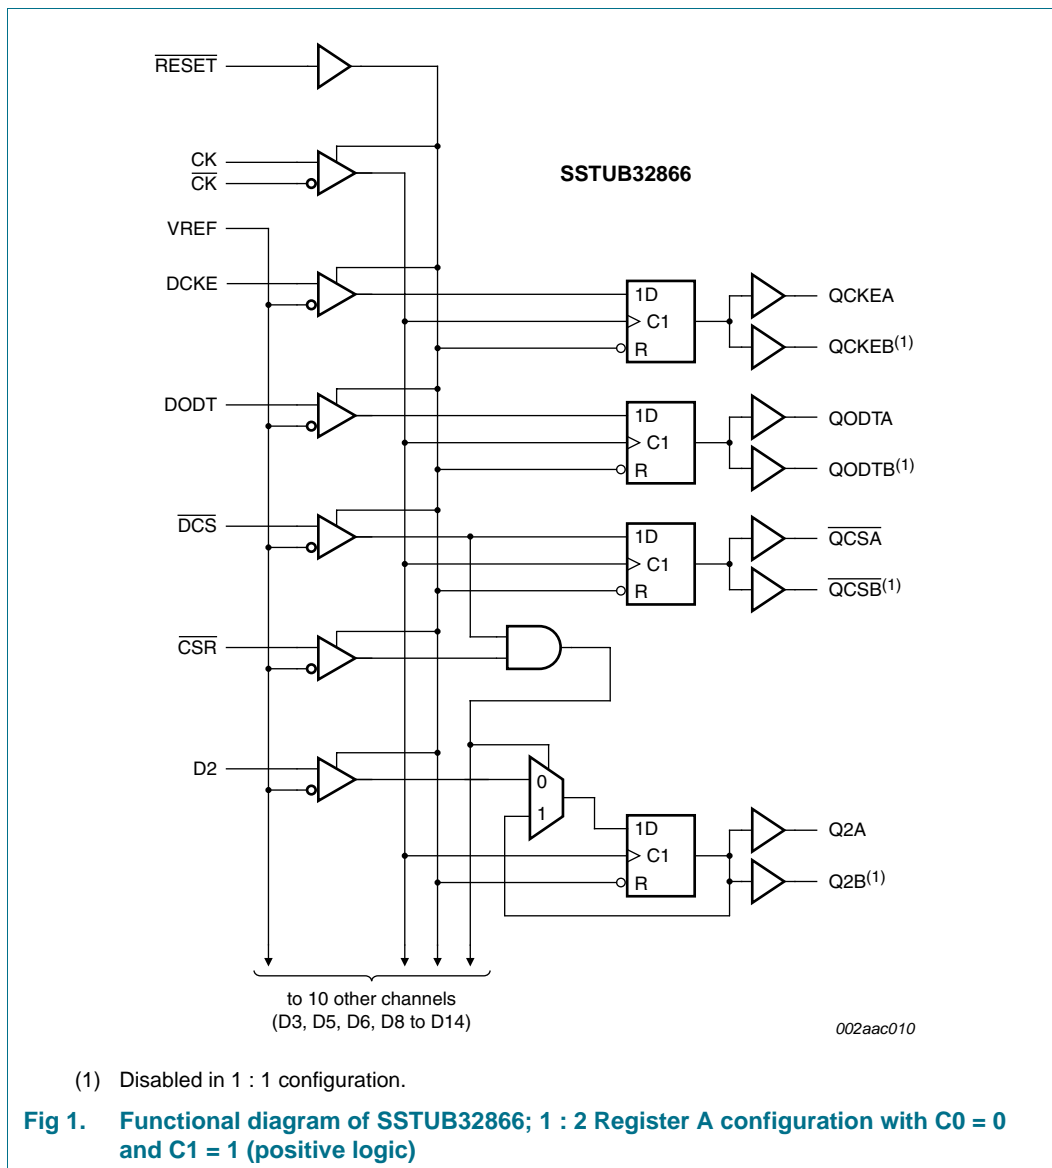 RESET
CK
CK
SSTUB32866
VREF
DCKE
1D
C1
R
QCKEA
QCKEB(1)
DODT
1D
C1
R
QODTA
QODTB(1)
DCS
1D
C1
R
QCSA
QCSB(1)
CSR
D2
0
1
1D
C1
R
Q2A
Q2B(1)
to 10 other channels
(D3, D5, D6, D8 to D14)
002aac010
(1) Disabled in 1 : 1 configuration.
Fig 1. Functional diagram of SSTUB32866; 1 : 2 Register A configuration with C0 = 0
and C1 = 1 (positive logic)